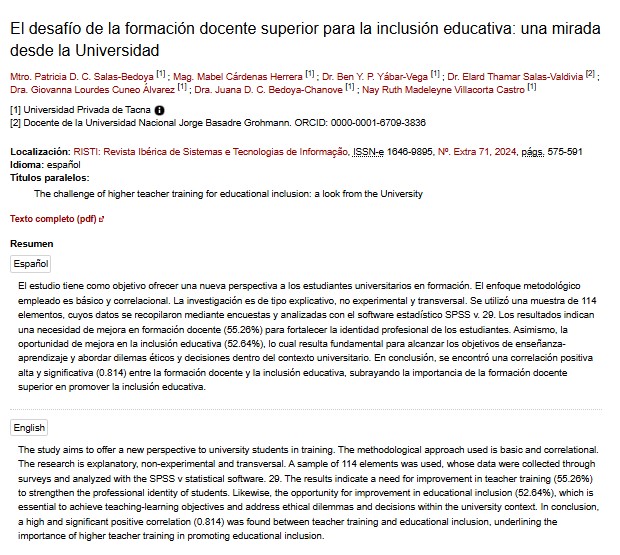 El desafío de la formación docente superior para la inclusión educativa: una mirada
desde la Universidad
Mtro. Patricia D. C. Salas-Bedoya [1] ; Mag. Mabel Cárdenas Herrera [1] ; Dr. Ben Y. P. Yábar-Vega [1] ; Dr. Elard Thamar Salas-Valdivia [2] ;
Dra. Giovanna Lourdes Cuneo Álvarez [1] ; Dra. Juana D. C. Bedoya-Chanove [1] ; Nay Ruth Madeleyne Villacorta Castro [1]
[1] Universidad Privada de Tacna
[2] Docente de la Universidad Nacional Jorge Basadre Grohmann. ORCID: 0000-0001-6709-3836
Localización: RISTI: Revista Ibérica de Sistemas e Tecnologias de Informação, ISSN-e 1646-9895, Nº. Extra 71, 2024, págs. 575-591
Idioma: español
Títulos paralelos:
The challenge of higher teacher training for educational inclusion: a look from the University
Texto completo (pdf)
Resumen
Español
El estudio tiene como objetivo ofrecer una nueva perspectiva a los estudiantes universitarios en formación. El enfoque metodológico
empleado es básico y correlacional. La investigación es de tipo explicativo, no experimental y transversal. Se utilizó una muestra de 114
elementos, cuyos datos se recopilaron mediante encuestas y analizadas con el software estadístico SPSS v. 29. Los resultados indican
una necesidad de mejora en formación docente (55.26%) para fortalecer la identidad profesional de los estudiantes. Asimismo, la
oportunidad de mejora en la inclusión educativa (52.64%), lo cual resulta fundamental para alcanzar los objetivos de enseñanza-
aprendizaje y abordar dilemas éticos y decisiones dentro del contexto universitario. En conclusión, se encontró una correlación positiva
alta y significativa (0.814) entre la formación docente y la inclusión educativa, subrayando la importancia de la formación docente
superior en promover la inclusión educativa.
English
The study aims to offer a new perspective to university students in training. The methodological approach used is basic and correlational.
The research is explanatory, non-experimental and transversal. A sample of 114 elements was used, whose data were collected through
surveys and analyzed with the SPSS v statistical software. 29. The results indicate a need for improvement in teacher training (55.26%)
to strengthen the professional identity of students. Likewise, the opportunity for improvement in educational inclusion (52.64%), which is
essential to achieve teaching-learning objectives and address ethical dilemmas and decisions within the university context. In conclusion,
a high and significant positive correlation (0.814) was found between teacher training and educational inclusion, underlining the
importance of higher teacher training in promoting educational inclusion.